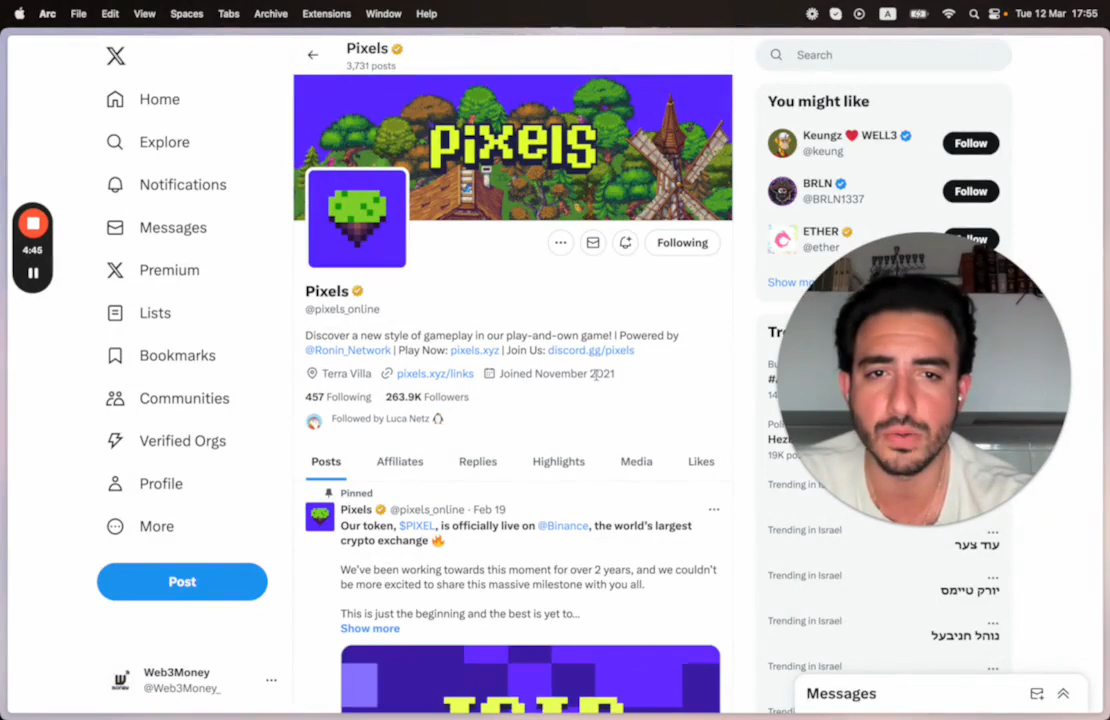 Arc File Edit View Spaces Tabs Archive Extensions Window Help
A Tue 12 Mar 17:55
Home
Explore
Notifications
Messages
Premium
Lists
Bookmarks
Communities
Verified Orgs
Profile
More
Post
Web3Money
@Web3Money_
4:45
Pixels
3,731 posts
pixels
Following
Pixels
@pixels_online
Discover a new style of gameplay in our play-and-own game! | Powered by
@Ronin_Network | Play Now: pixels.xyz | Join Us: discord.gg/pixels
Terra Villa pixels.xyz/links Joined November 2021
457 Following 263.9K Followers
Followed by Luca Netz
Posts Affiliates Replies Highlights Media Likes
Pinned
Pixels @pixels_online · Feb 19
Our token, $PIXEL, is officially live on @Binance, the world's largest
crypto exchange 🔥
We've been working towards this moment for over 2 years, and we couldn't
be more excited to share this massive milestone with you all.
This is just the beginning and the best is yet to...
Show more
Search
You might like
Keungz ❤️ WELL3
@keung
Follow
BRLN
@BRLN1337
Follow
ETHER
@ether
Show
19K
Trending in Israel
עוד צער
Trending in Israel
יורק טיימס
Trending in Israel
נוהל חניבעל
Trending in Israel
Messages